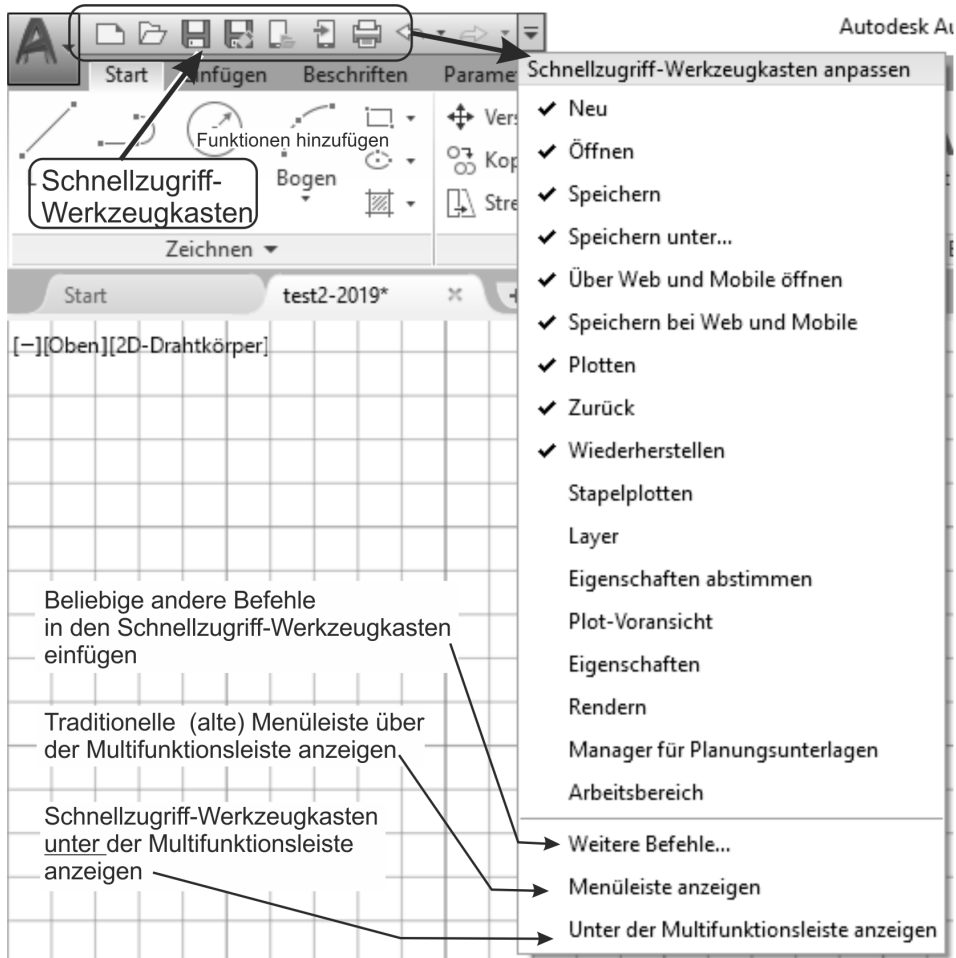 Autodesk Au
Start
Einfügen
Beschriften
Parame
Schnellzugriff-Werkzeugkasten anpassen
Funktionen hinzufügen
Schnellzugriff-
Werkzeugkasten
Bogen
Vers
Kop
Stre
Zeichnen
Start
test2-2019*
[−][Oben][2D-Drahtkörper]
Neu
Öffnen
Speichern
Speichern unter...
Über Web und Mobile öffnen
Speichern bei Web und Mobile
Plotten
Zurück
Wiederherstellen
Stapelplotten
Layer
Eigenschaften abstimmen
Plot-Voransicht
Eigenschaften
Rendern
Manager für Planungsunterlagen
Arbeitsbereich
Weitere Befehle...
Menüleiste anzeigen
Unter der Multifunktionsleiste anzeigen
Beliebige andere Befehle
in den Schnellzugriff-Werkzeugkasten
einfügen
Traditionelle (alte) Menüleiste über
der Multifunktionsleiste anzeigen
Schnellzugriff-Werkzeugkasten
unter der Multifunktionsleiste
anzeigen